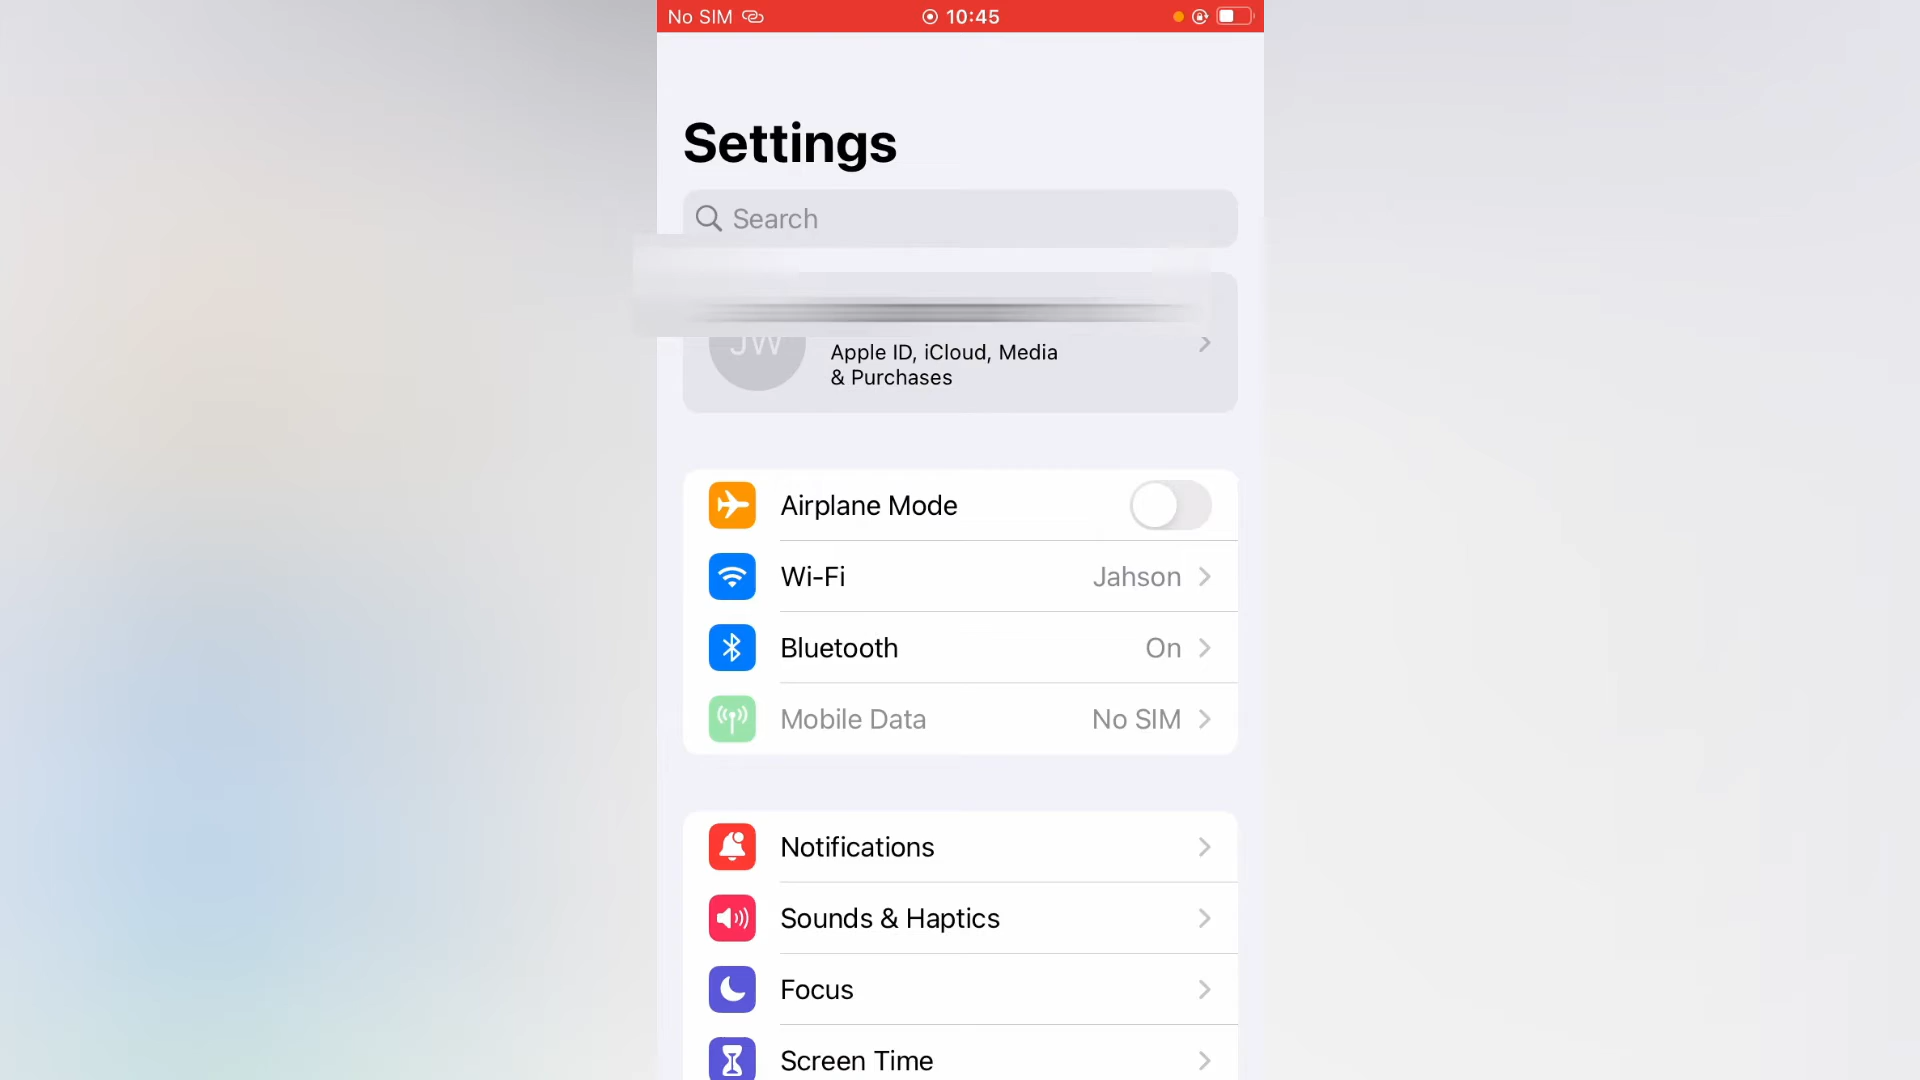 No SIM 10:45
Settings
Search
JW
Apple ID, iCloud, Media
& Purchases
Airplane Mode
Wi-Fi Jahson
Bluetooth On
Mobile Data No SIM
Notifications
Sounds & Haptics
Focus
Screen Time